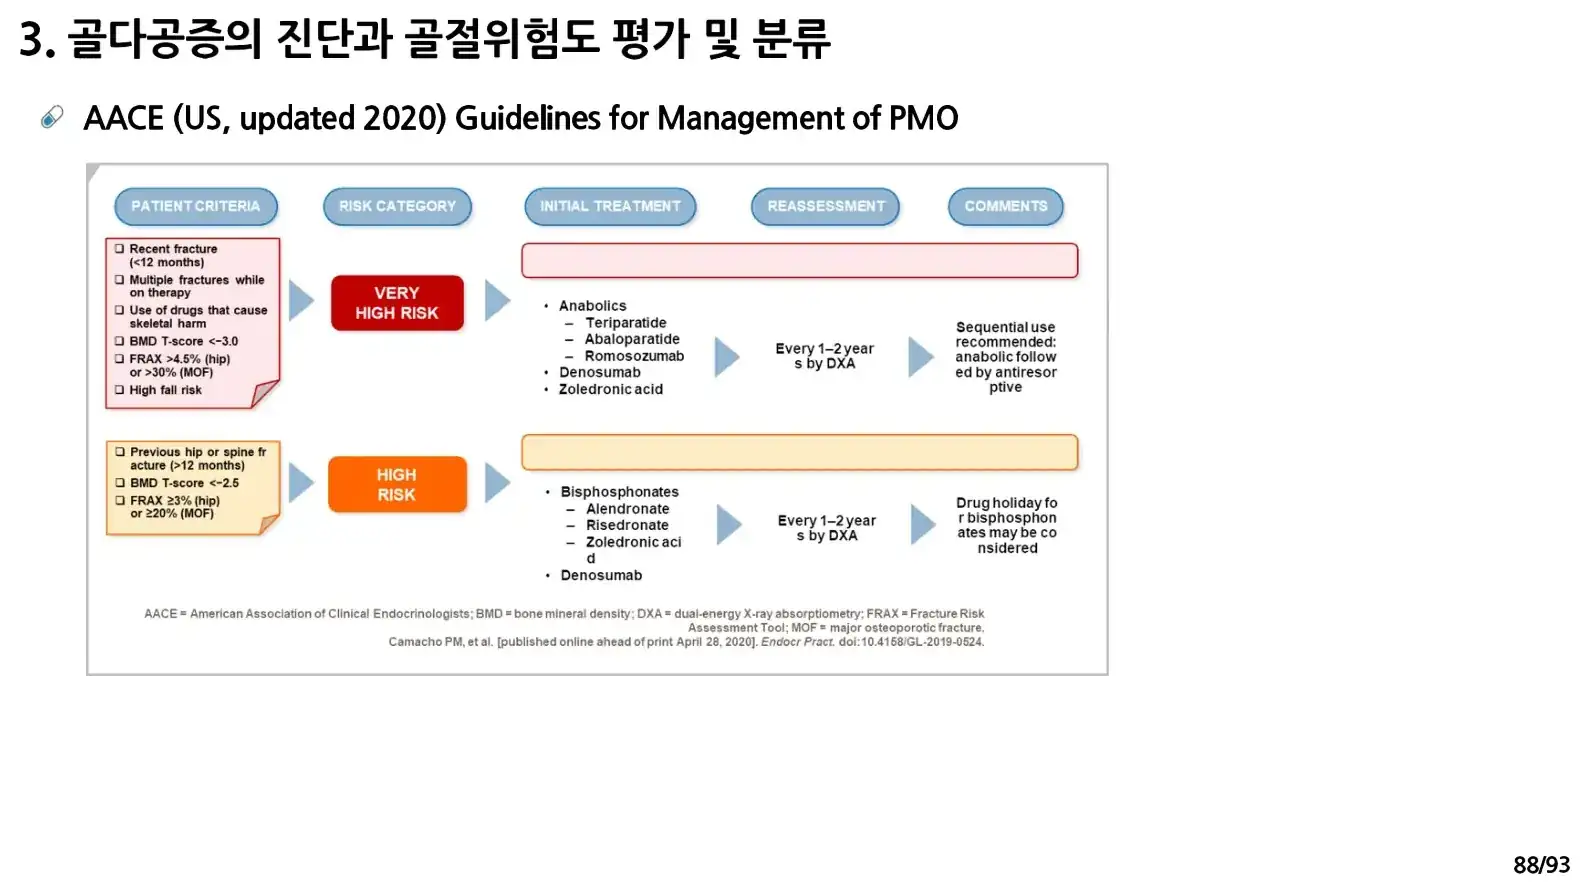 3. 골다공증의 진단과 골절위험도 평가 및 분류
AACE (US, updated 2020) Guidelines for Management of PMO
PATIENT CRITERIA
RISK CATEGORY
INITIAL TREATMENT
REASSESSMENT
COMMENTS
❑ Recent fracture
(<12 months)
❑ Multiple fractures while
on therapy
❑ Use of drugs that cause
skeletal harm
❑ BMD T-score <−3.0
❑ FRAX >4.5% (hip)
or >30% (MOF)
❑ High fall risk
VERY
HIGH RISK
• Anabolics
– Teriparatide
– Abaloparatide
– Romosozumab
• Denosumab
• Zoledronic acid
Every 1–2 year
s by DXA
Sequential use
recommended:
anabolic follow
ed by antiresor
ptive
❑ Previous hip or spine fr
acture (>12 months)
❑ BMD T-score <−2.5
❑ FRAX ≥3% (hip)
or ≥20% (MOF)
HIGH
RISK
• Bisphosphonates
– Alendronate
– Risedronate
– Zoledronic aci
d
• Denosumab
Every 1–2 year
s by DXA
Drug holiday fo
r bisphosphon
ates may be co
nsidered
AACE = American Association of Clinical Endocrinologists; BMD = bone mineral density; DXA = dual-energy X-ray absorptiometry; FRAX = Fracture Risk
Assessment Tool; MOF = major osteoporotic fracture.
Camacho PM, et al. [published online ahead of print April 28, 2020]. Endocr Pract. doi:10.4158/GL-2019-0524.
88/93